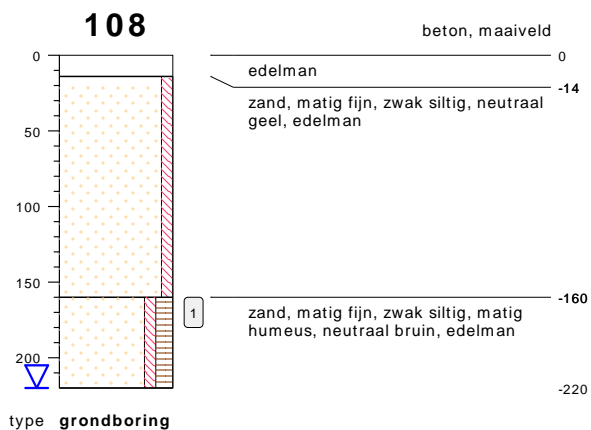 108
beton, maaiveld
0
0
edelman
-14
zand, matig fijn, zwak siltig, neutraal
geel, edelman
50
100
150
-160
1
zand, matig fijn, zwak siltig, matig
humeus, neutraal bruin, edelman
200
-220
type grondboring